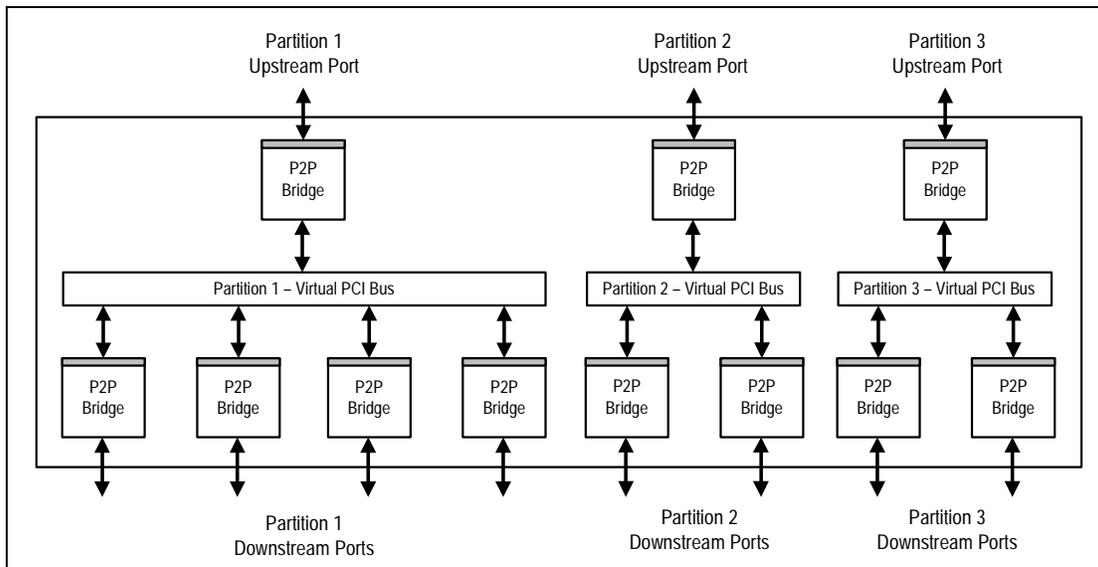 Partition 1
Upstream Port
Partition 2
Upstream Port
Partition 3
Upstream Port
P2P
Bridge
P2P
Bridge
P2P
Bridge
Partition 1 – Virtual PCI Bus
Partition 2 – Virtual PCI Bus
Partition 3 – Virtual PCI Bus
P2P
Bridge
P2P
Bridge
P2P
Bridge
P2P
Bridge
P2P
Bridge
P2P
Bridge
P2P
Bridge
P2P
Bridge
Partition 1
Downstream Ports
Partition 2
Downstream Ports
Partition 3
Downstream Ports